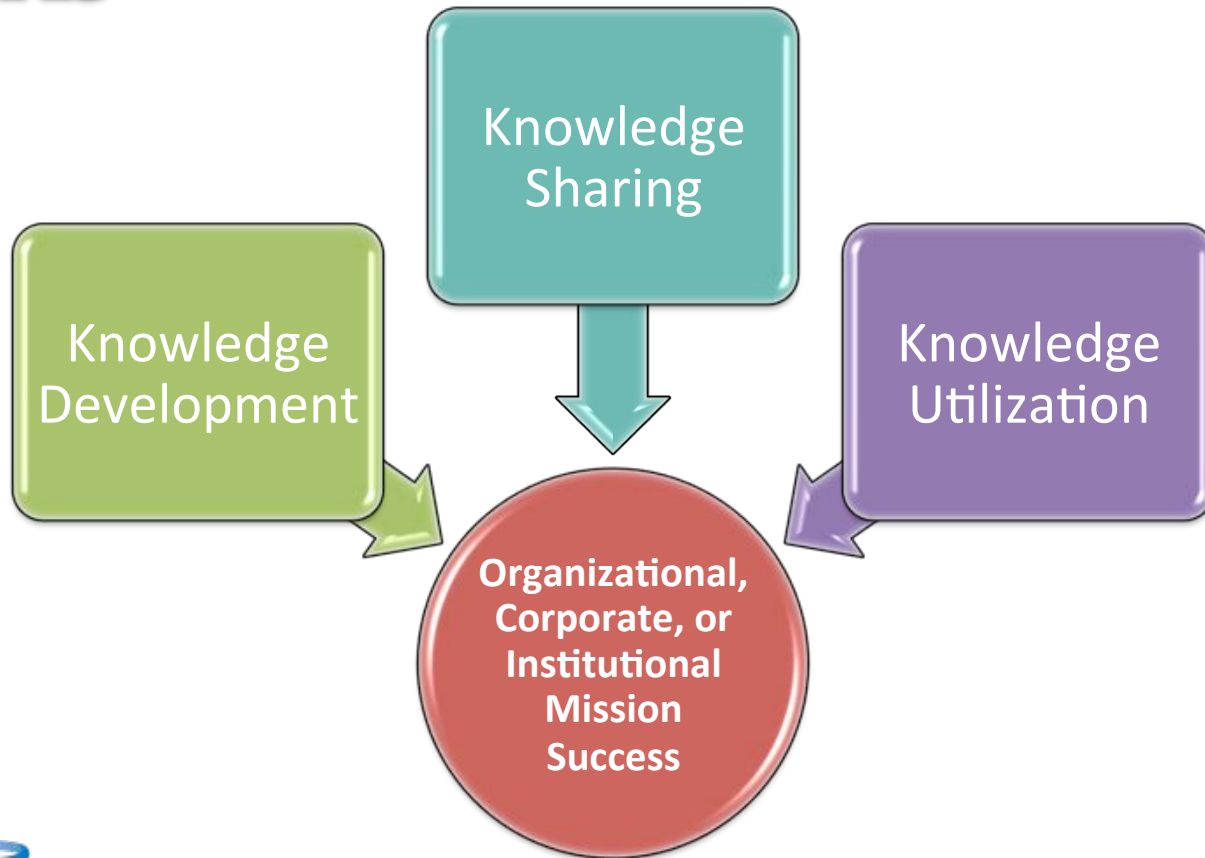 Knowledge
Sharing
Knowledge
Development
Knowledge
Utilization
Organizational,
Corporate, or
Institutional
Mission
Success